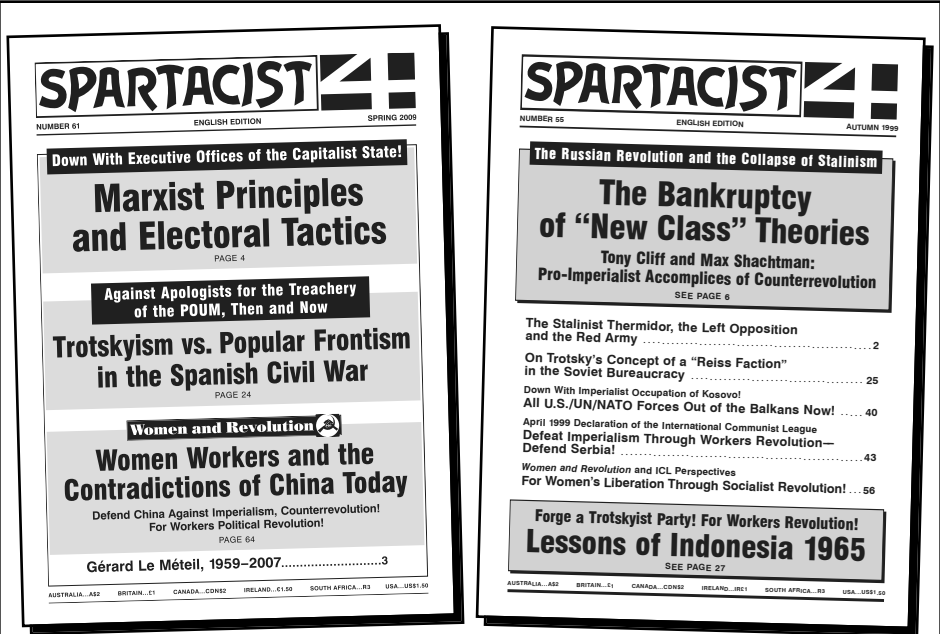 SPARTACIST
NUMBER 61 ENGLISH EDITION SPRING 2009
Down With Executive Offices of the Capitalist State!
Marxist Principles
and Electoral Tactics
PAGE 4
Against Apologists for the Treachery
of the POUM, Then and Now
Trotskyism vs. Popular Frontism
in the Spanish Civil War
PAGE 24
Women and Revolution
Women Workers and the
Contradictions of China Today
Defend China Against Imperialism, Counterrevolution!
For Workers Political Revolution!
PAGE 64
Gérard Le Méteil, 1959–2007............................3
AUSTRALIA...A$2 BRITAIN...£1 CANADA...CDN$2 IRELAND...€1.50 SOUTH AFRICA...R3 USA...US$1.50
SPARTACIST
NUMBER 55 ENGLISH EDITION AUTUMN 1999
The Russian Revolution and the Collapse of Stalinism
The Bankruptcy
of “New Class” Theories
Tony Cliff and Max Shachtman:
Pro-Imperialist Accomplices of Counterrevolution
SEE PAGE 6
The Stalinist Thermidor, the Left Opposition
and the Red Army ............................................2
On Trotsky’s Concept of a “Reiss Faction”
in the Soviet Bureaucracy .................................25
Down With Imperialist Occupation of Kosovo!
All U.S./UN/NATO Forces Out of the Balkans Now! ..... 40
April 1999 Declaration of the International Communist League
Defeat Imperialism Through Workers Revolution—
Defend Serbia! ..............................................43
Women and Revolution and ICL Perspectives
For Women’s Liberation Through Socialist Revolution! ...56
Forge a Trotskyist Party! For Workers Revolution!
Lessons of Indonesia 1965
SEE PAGE 27
AUSTRALIA...A$2 BRITAIN...£1 CANADA...CDN$2 IRELAND...IR£1 SOUTH AFRICA...R3 USA...US$1.50